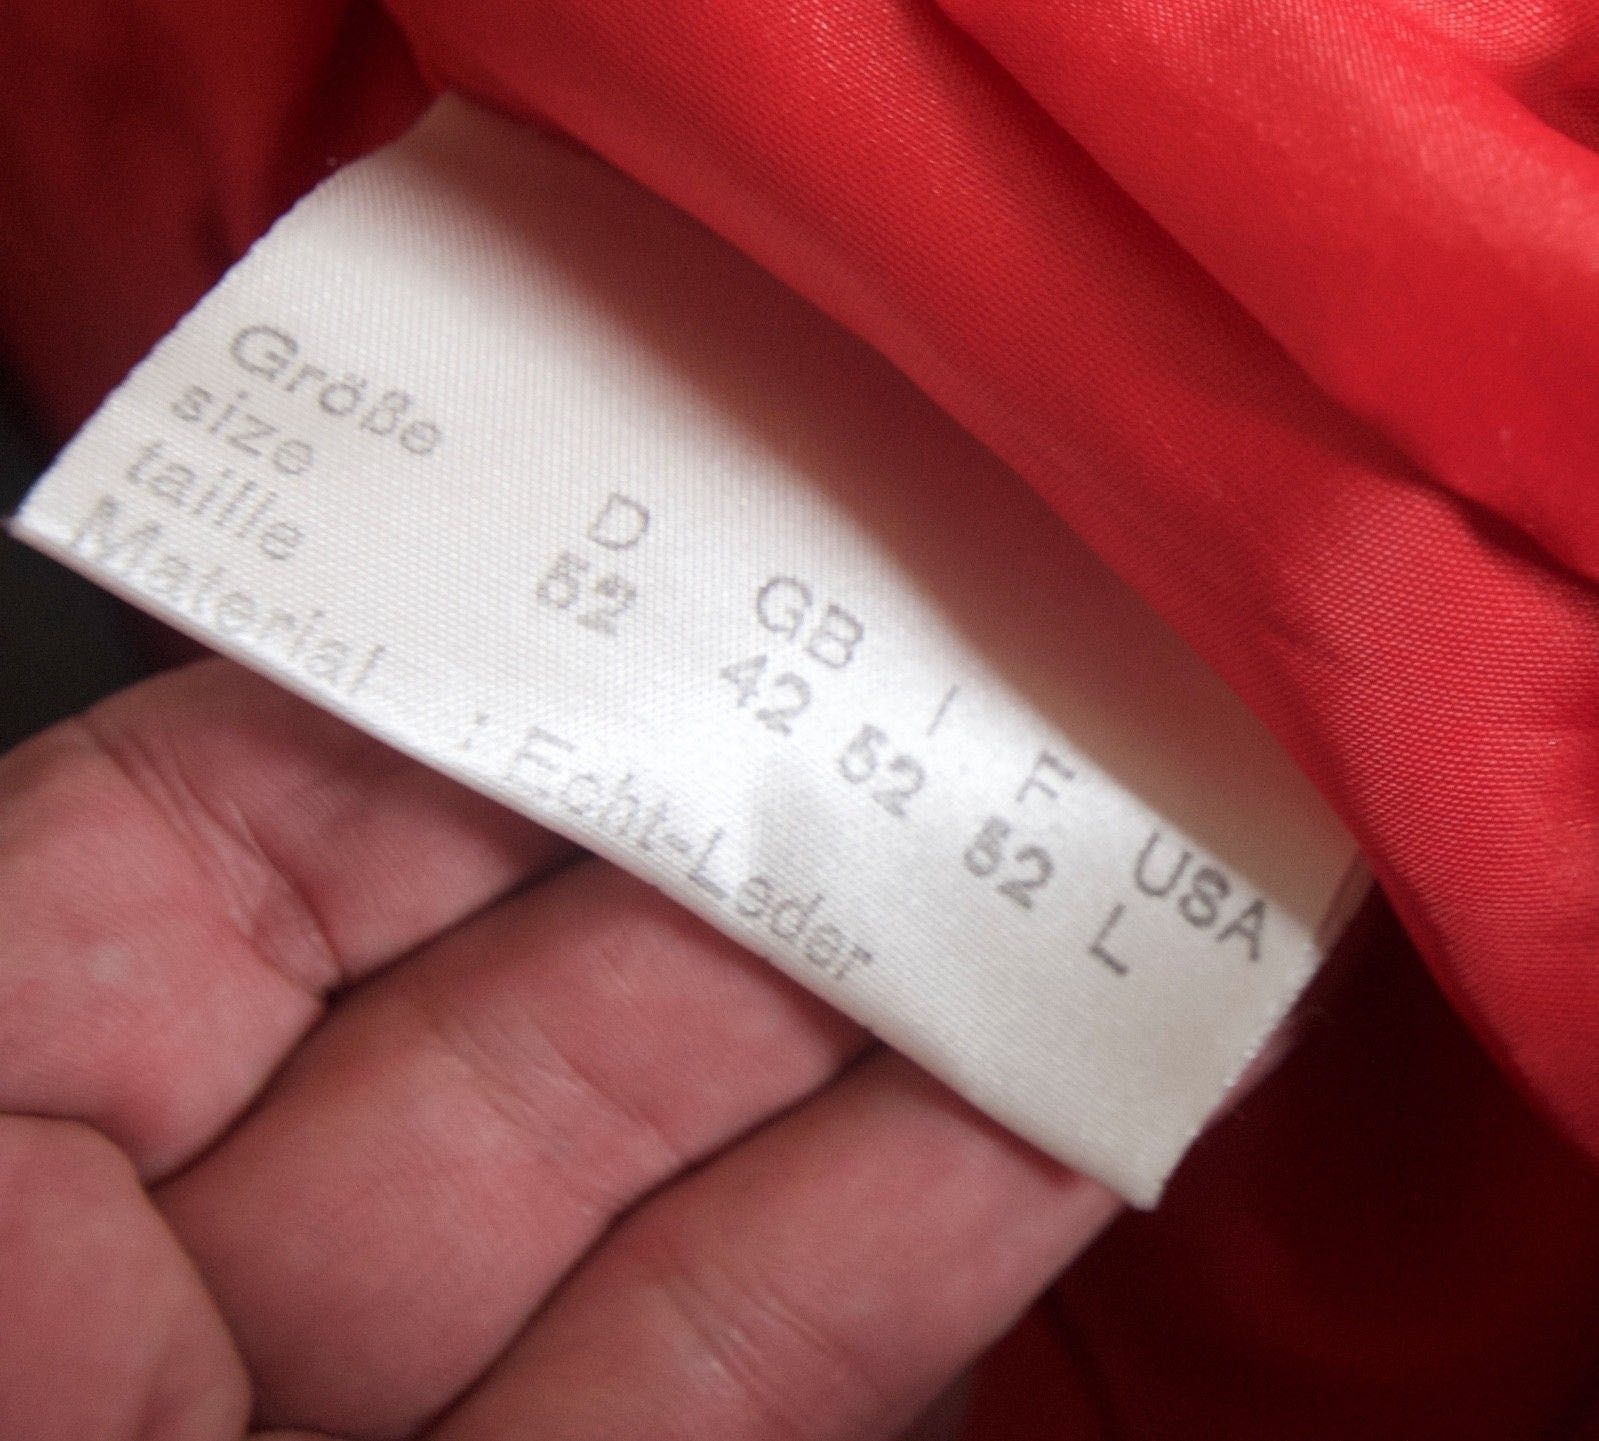 Größe
size
taille
D GB I F USA
52 42 52 52 L
Material : Echt-Leder